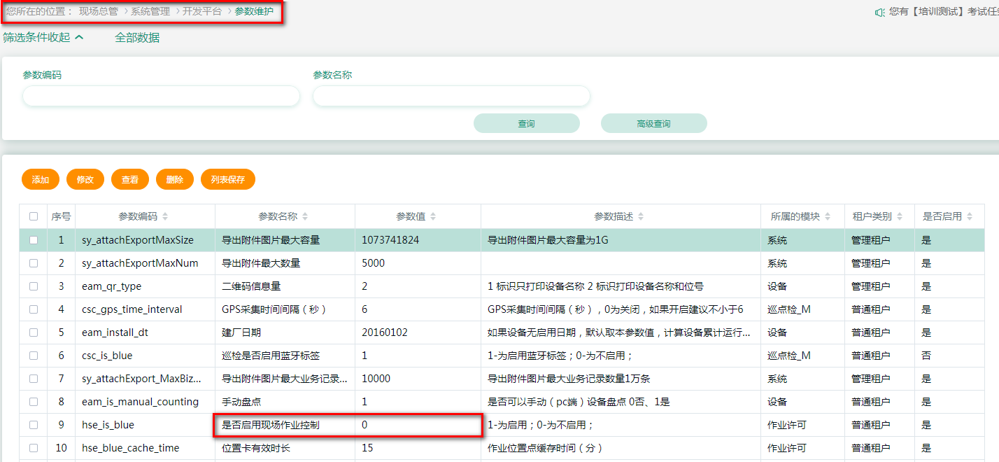 您所在的位置： 现场总管 > 系统管理 > 开发平台 > 参数维护
您有【培训测试】考试任
筛选条件收起 全部数据
参数编码 参数名称
查询 高级查询
添加 修改 查看 删除 列表保存
序号 参数编码 参数名称 参数值 参数描述 所属的模块 租户类别 是否启用
1 sy_attachExportMaxSize 导出附件图片最大容量 1073741824 导出附件图片最大容量为1G 系统 管理租户 是
2 sy_attachExportMaxNum 导出附件最大数量 5000 系统 管理租户 是
3 eam_qr_type 二维码信息量 2 1 标识只打印设备名称 2 标识打印设备名称和位号 设备 管理租户 是
4 csc_gps_time_interval GPS采集时间间隔（秒） 6 GPS采集时间间隔（秒），0为关闭，如果开启建议不小于6 巡点检_M 普通租户 是
5 eam_install_dt 建厂日期 20160102 如果设备无启用日期，默认取本参数值，计算设备累计运行... 设备 普通租户 是
6 csc_is_blue 巡检是否启用蓝牙标签 1 1-为启用蓝牙标签；0-为不启用； 巡点检_M 普通租户 否
7 sy_attachExport_MaxBiz... 导出附件图片最大业务记录... 10000 导出附件图片最大业务记录数量1万条 系统 管理租户 是
8 eam_is_manual_counting 手动盘点 1 是否可以手动（pc端）设备盘点 0否、1是 设备 普通租户 是
9 hse_is_blue 是否启用现场作业控制 0 1-为启用；0-为不启用； 作业许可 普通租户 是
10 hse_blue_cache_time 位置卡有效时长 15 作业位置点缓存时间（分） 作业许可 普通租户 是